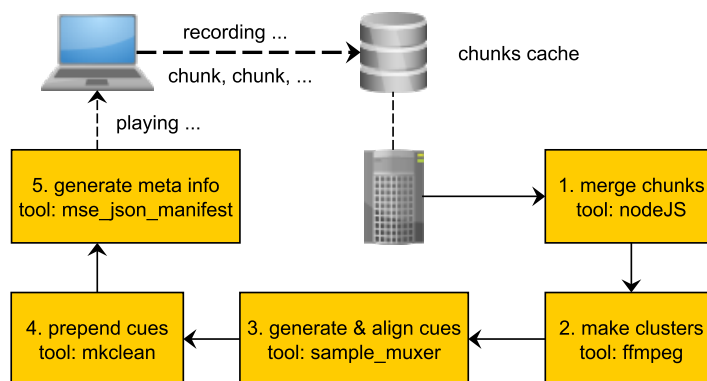 recording ...
chunk, chunk, ...
chunks cache
playing ...
5. generate meta info
tool: mse_json_manifest
1. merge chunks
tool: nodeJS
4. prepend cues
tool: mkclean
3. generate & align cues
tool: sample_muxer
2. make clusters
tool: ffmpeg